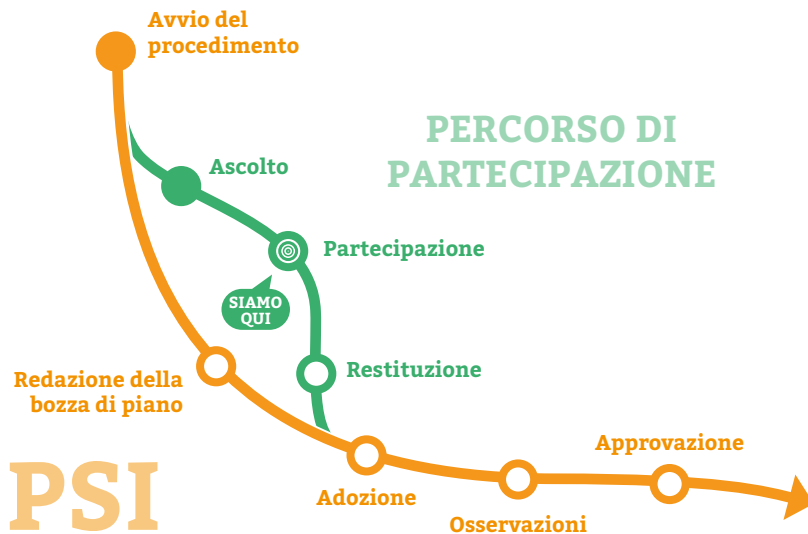 Avvio del
procedimento
PERCORSO DI
PARTECIPAZIONE
Ascolto
Partecipazione
SIAMO
QUI
Restituzione
Redazione della
bozza di piano
Approvazione
PSI
Adozione
Osservazioni